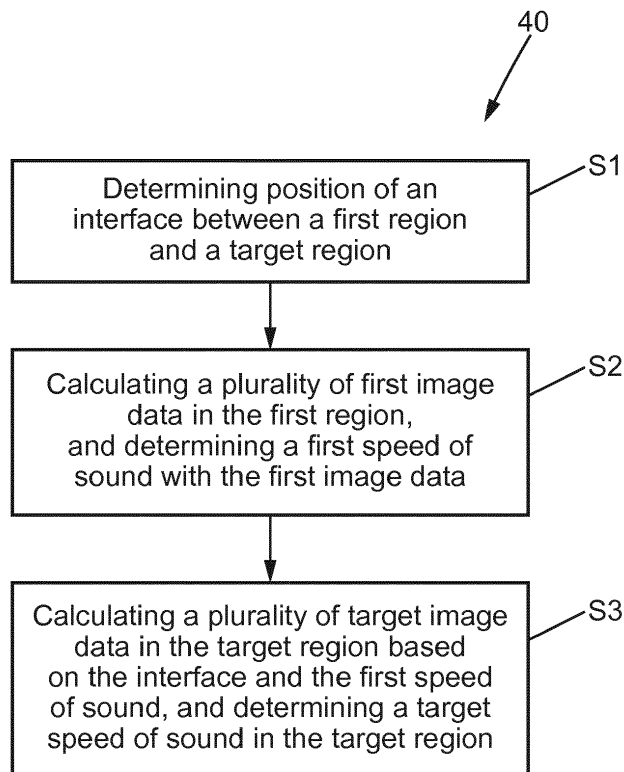 40
S1
Determining position of an
interface between a first region
and a target region
S2
Calculating a plurality of first image
data in the first region,
and determining a first speed of
sound with the first image data
S3
Calculating a plurality of target image
data in the target region based
on the interface and the first speed
of sound, and determining a target
speed of sound in the target region